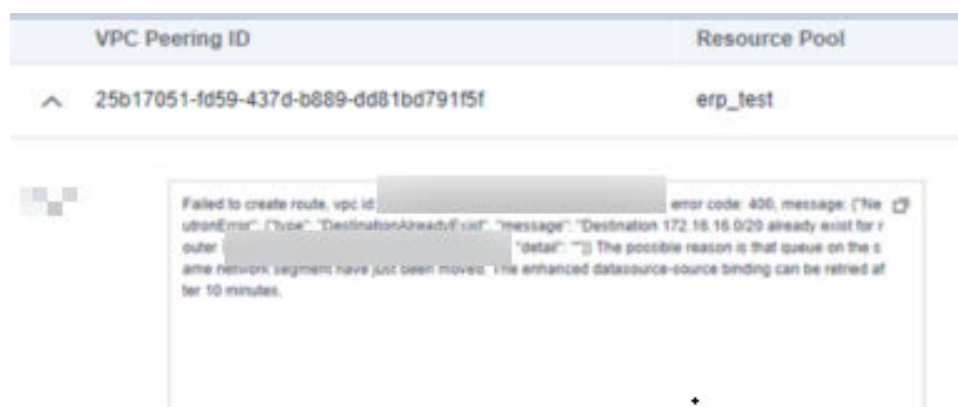 VPC Peering ID Resource Pool
25b17051-fd59-437d-b889-dd81bd791f5f erp_test
Failed to create route, vpc id: error code: 400, message: {"Ne
utronError": {"type": "DestinationAlreadyExist", "message": "Destination 172.16.16.0/20 already exist for r
outer "detail": ""}} The possible reason is that queue on the s
ame network segment have just been moved. The enhanced datasource-source binding can be retried af
ter 10 minutes.